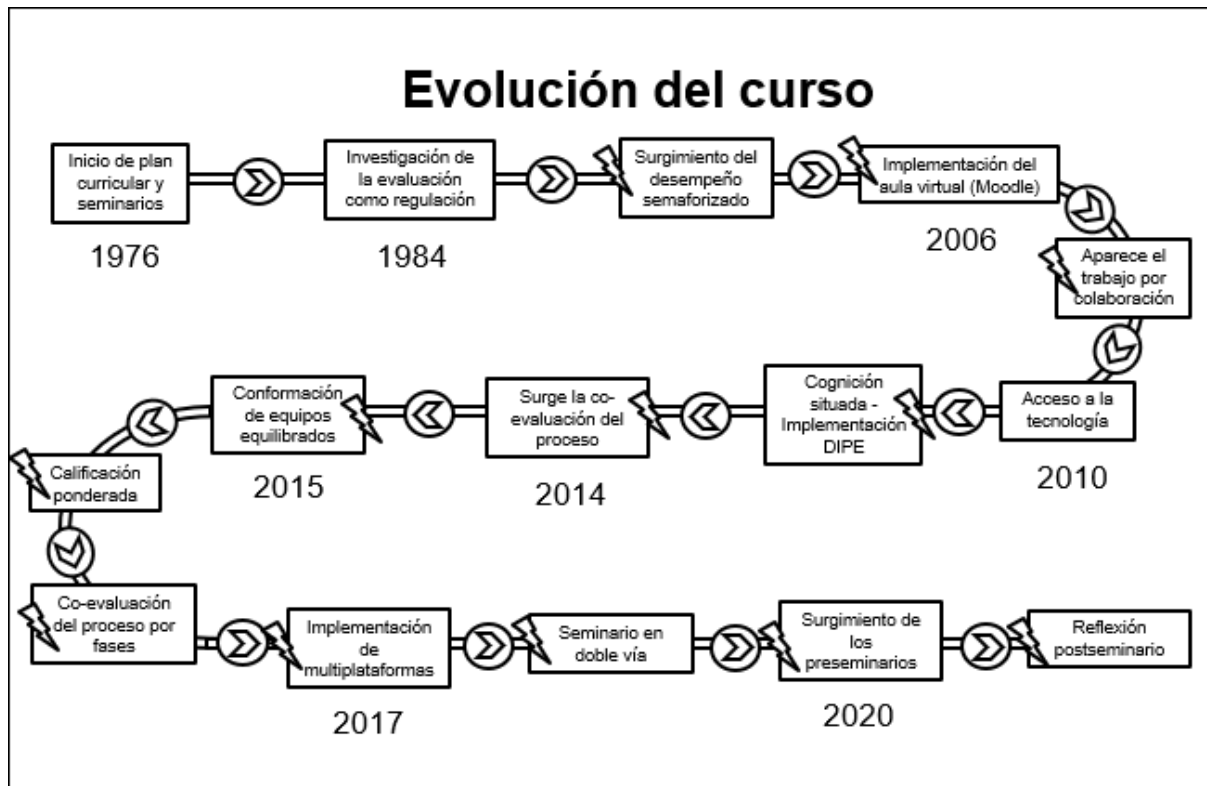 Evolución del curso
Inicio de plan
curricular y
seminarios
1976
Investigación de
la evaluación
como regulación
1984
Surgimiento del
desempeño
semaforizado
Implementación del
aula virtual (Moodle)
2006
Aparece el
trabajo por
colaboración
Acceso a la
tecnología
2010
Cognición
situada -
Implementación
DIPE
Surge la co-
evaluación del
proceso
2014
Conformación
de equipos
equilibrados
2015
Calificación
ponderada
Co-evaluación
del proceso por
fases
Implementación
de
multiplataformas
2017
Seminario en
doble vía
Surgimiento de
los
preseminarios
2020
Reflexión
postseminario